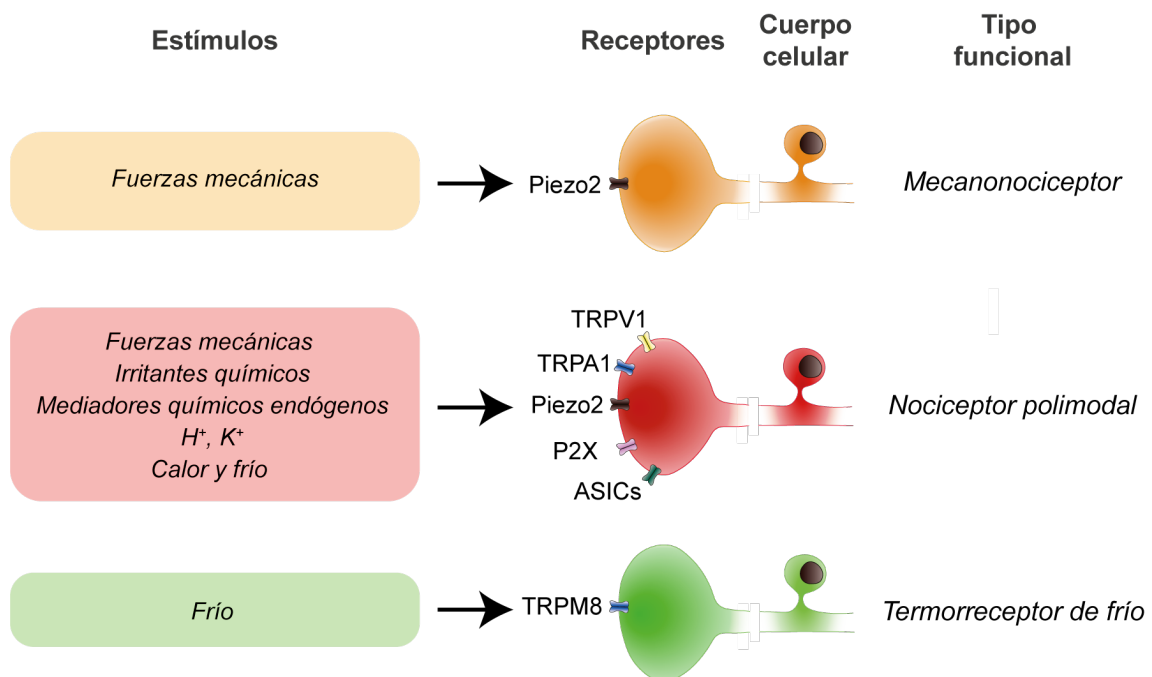 Estímulos
Receptores
Cuerpo
celular
Tipo
funcional
Fuerzas mecánicas
Piezo2
Mecanonociceptor
Fuerzas mecánicas
Irritantes químicos
Mediadores químicos endógenos
H⁺, K⁺
Calor y frío
TRPV1
TRPA1
Piezo2
P2X
ASICs
Nociceptor polimodal
Frío
TRPM8
Termorreceptor de frío